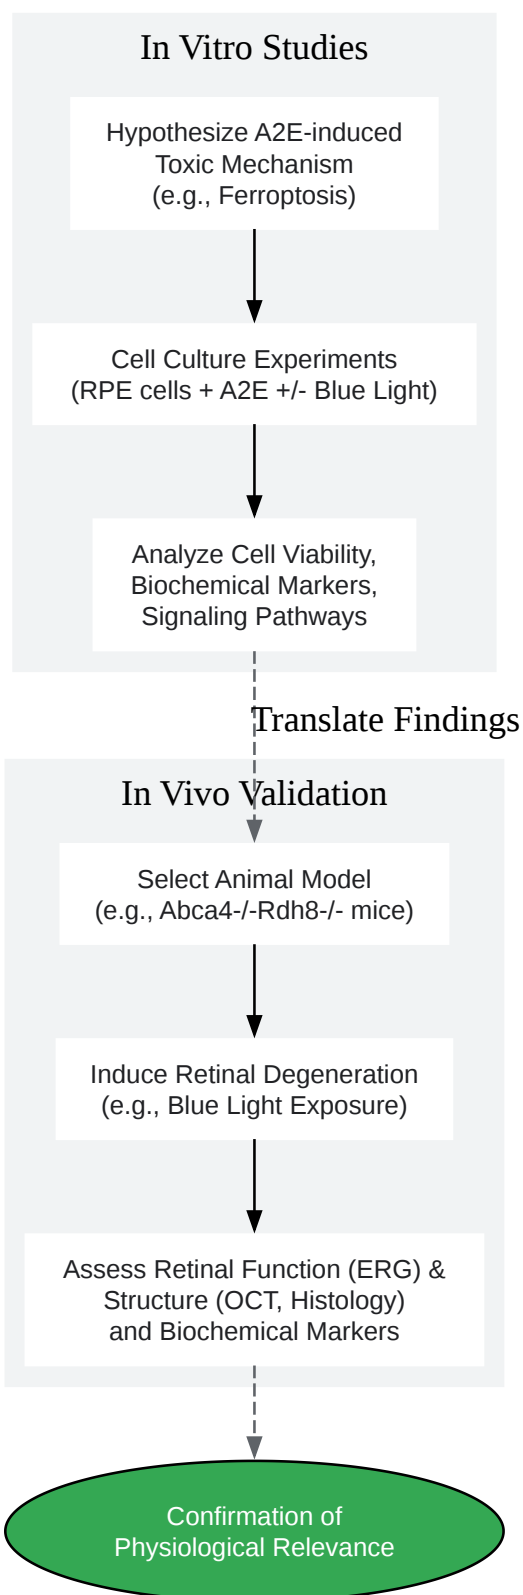 In Vitro Studies
Hypothesize A2E-induced
Toxic Mechanism
(e.g., Ferroptosis)
Cell Culture Experiments
(RPE cells + A2E +/- Blue Light)
Analyze Cell Viability,
Biochemical Markers,
Signaling Pathways
Translate Findings
In Vivo Validation
Select Animal Model
(e.g., Abca4-/-Rdh8-/- mice)
Induce Retinal Degeneration
(e.g., Blue Light Exposure)
Assess Retinal Function (ERG) &
Structure (OCT, Histology)
and Biochemical Markers
Confirmation of
Physiological Relevance